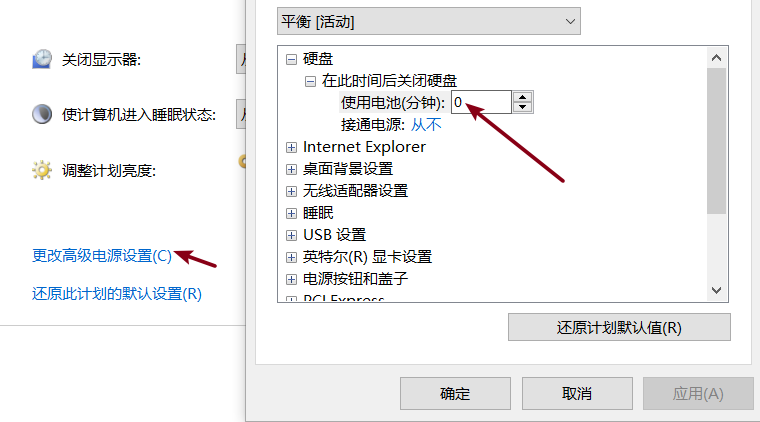 关闭显示器:
使计算机进入睡眠状态:
调整计划亮度:
更改高级电源设置(C)
还原此计划的默认设置(R)
平衡 [活动]
硬盘
在此时间后关闭硬盘
使用电池(分钟): 0
接通电源: 从不
Internet Explorer
桌面背景设置
无线适配器设置
睡眠
USB 设置
英特尔(R) 显卡设置
电源按钮和盖子
PCI Express
还原计划默认值(R)
确定
取消
应用(A)